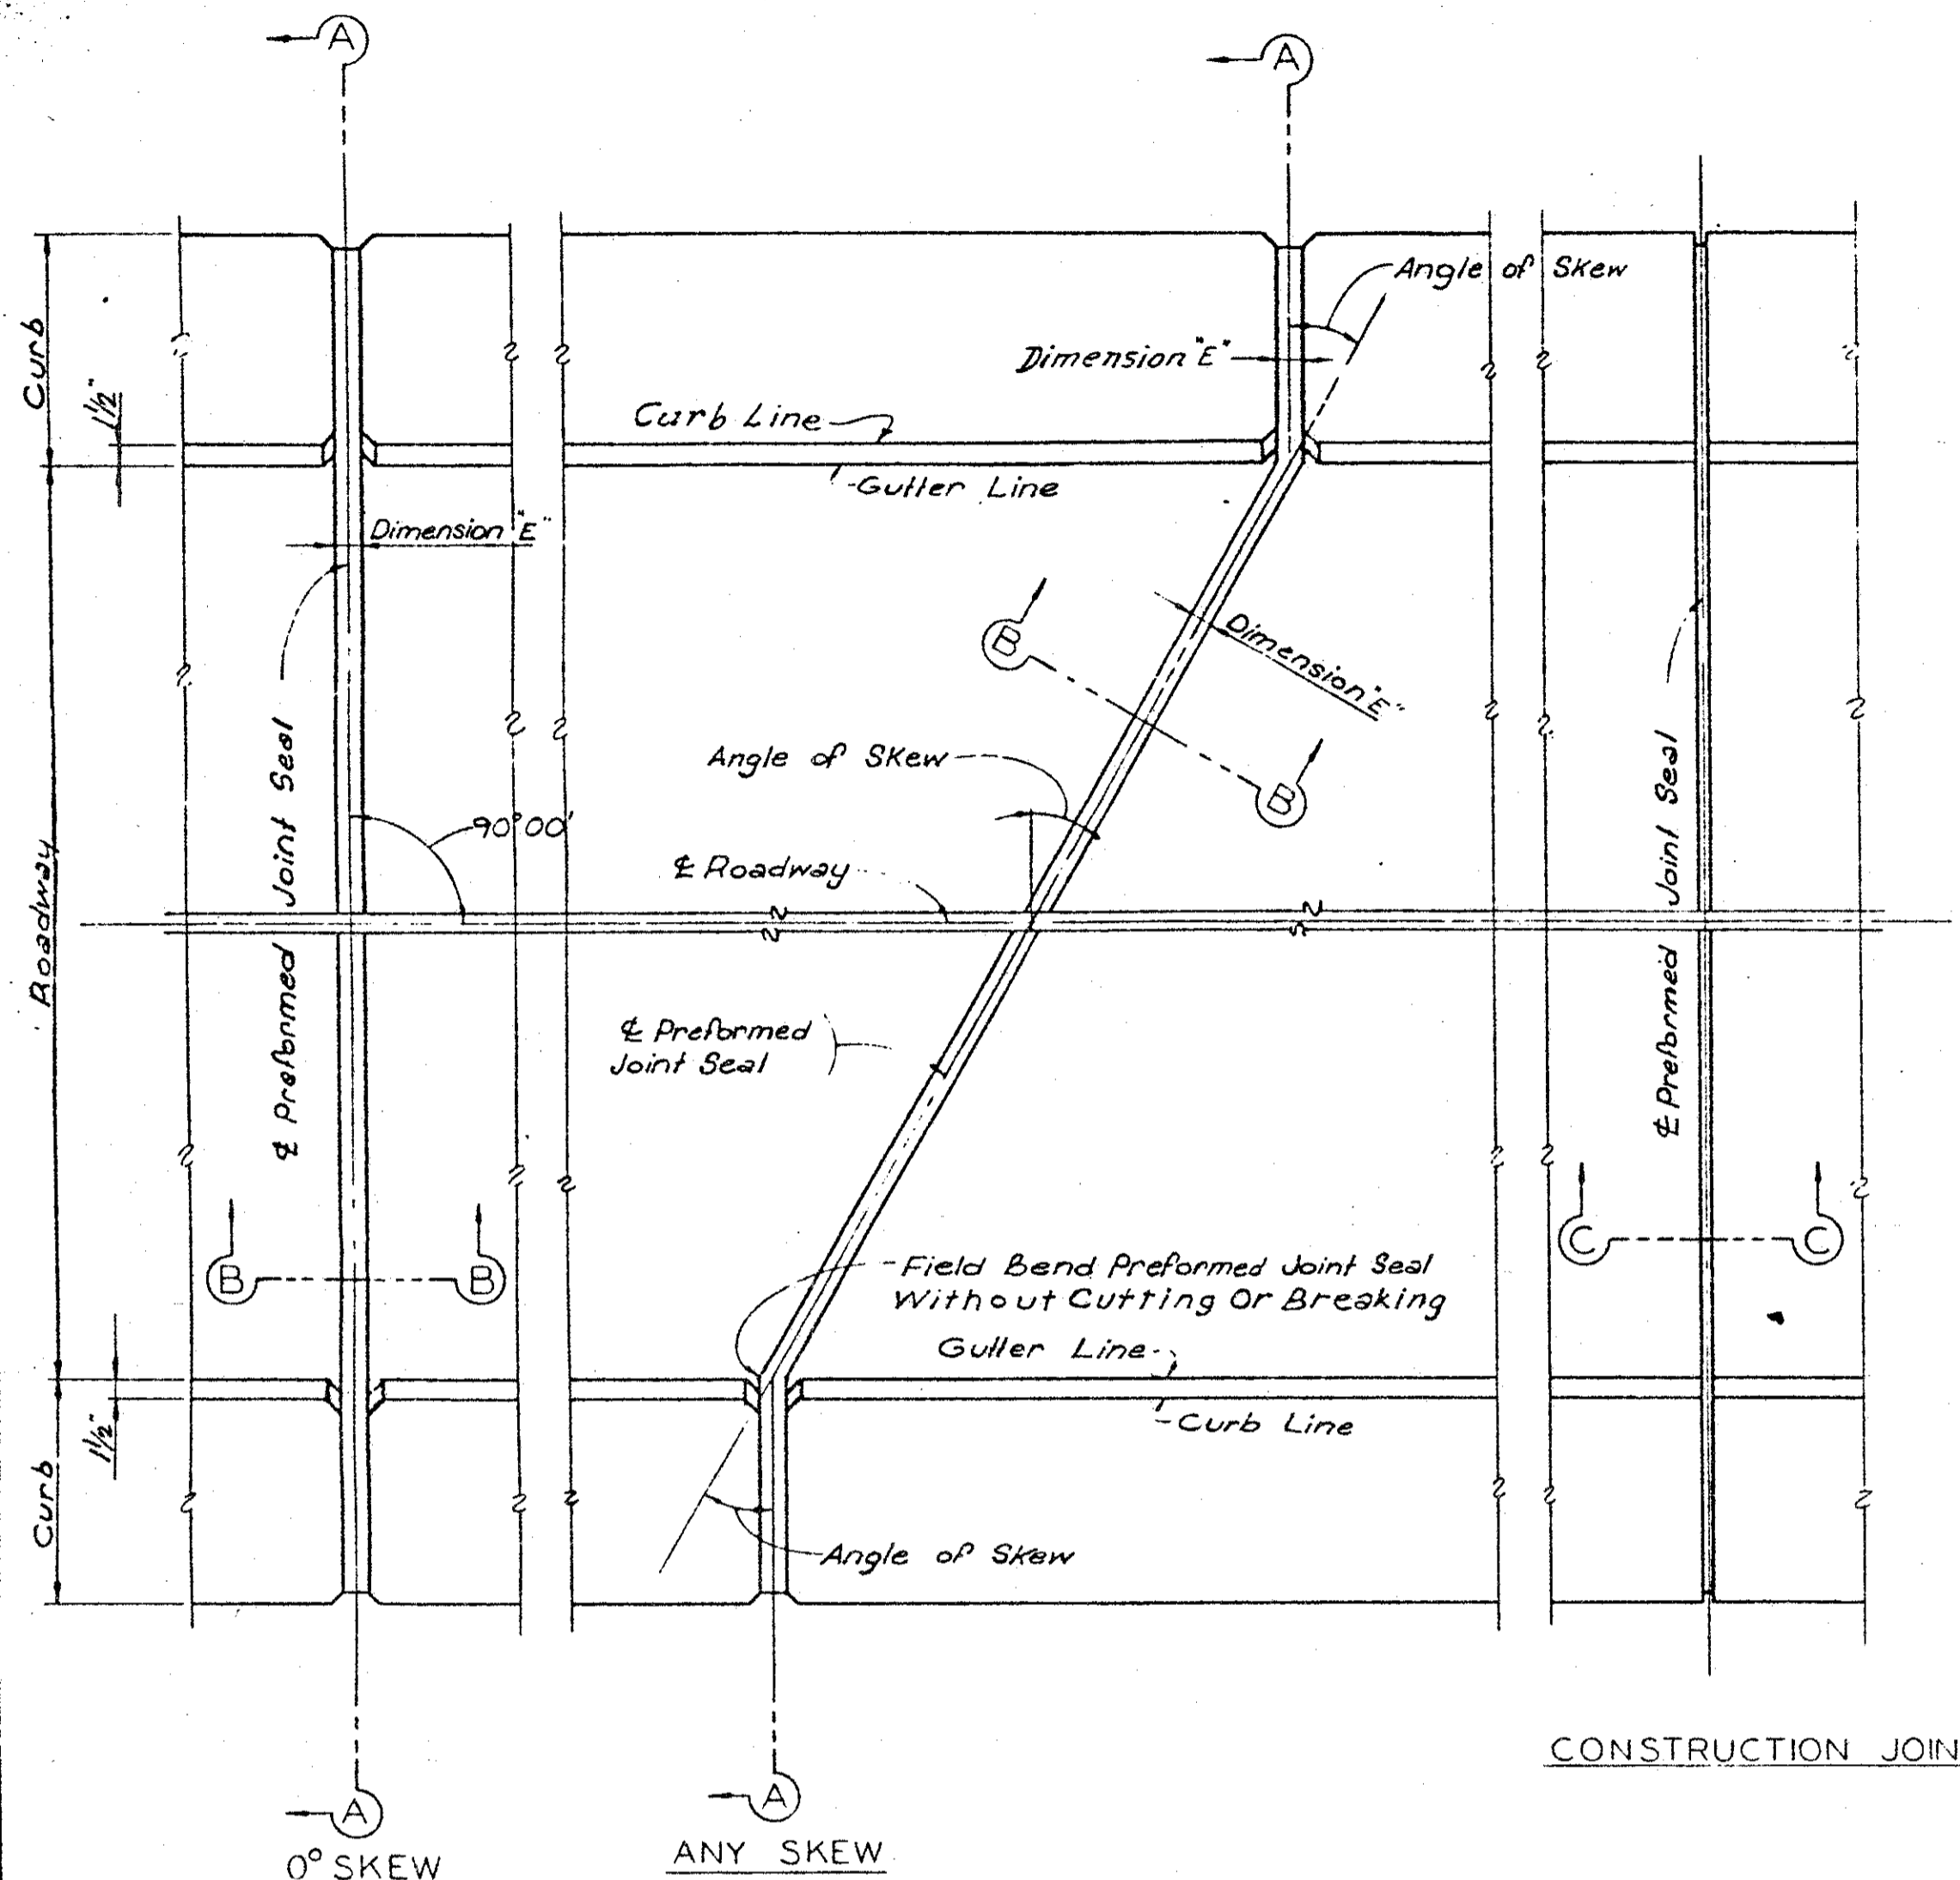 A
A
Angle of Skew
Dimension "E"
Curb
1½"
Curb Line
Gutter Line
Dimension "E"
B
Dimension "E"
Angle of Skew
B
90°00'
℄ Roadway
℄ Preformed Joint Seal
℄ Preformed Joint Seal
Roadway
℄ Preformed
Joint Seal
B
B
C
C
Field Bend Preformed Joint Seal
Without Cutting Or Breaking
Gutter Line
Curb Line
1½"
Curb
Angle of Skew
CONSTRUCTION JOIN
A
A
0° SKEW
ANY SKEW